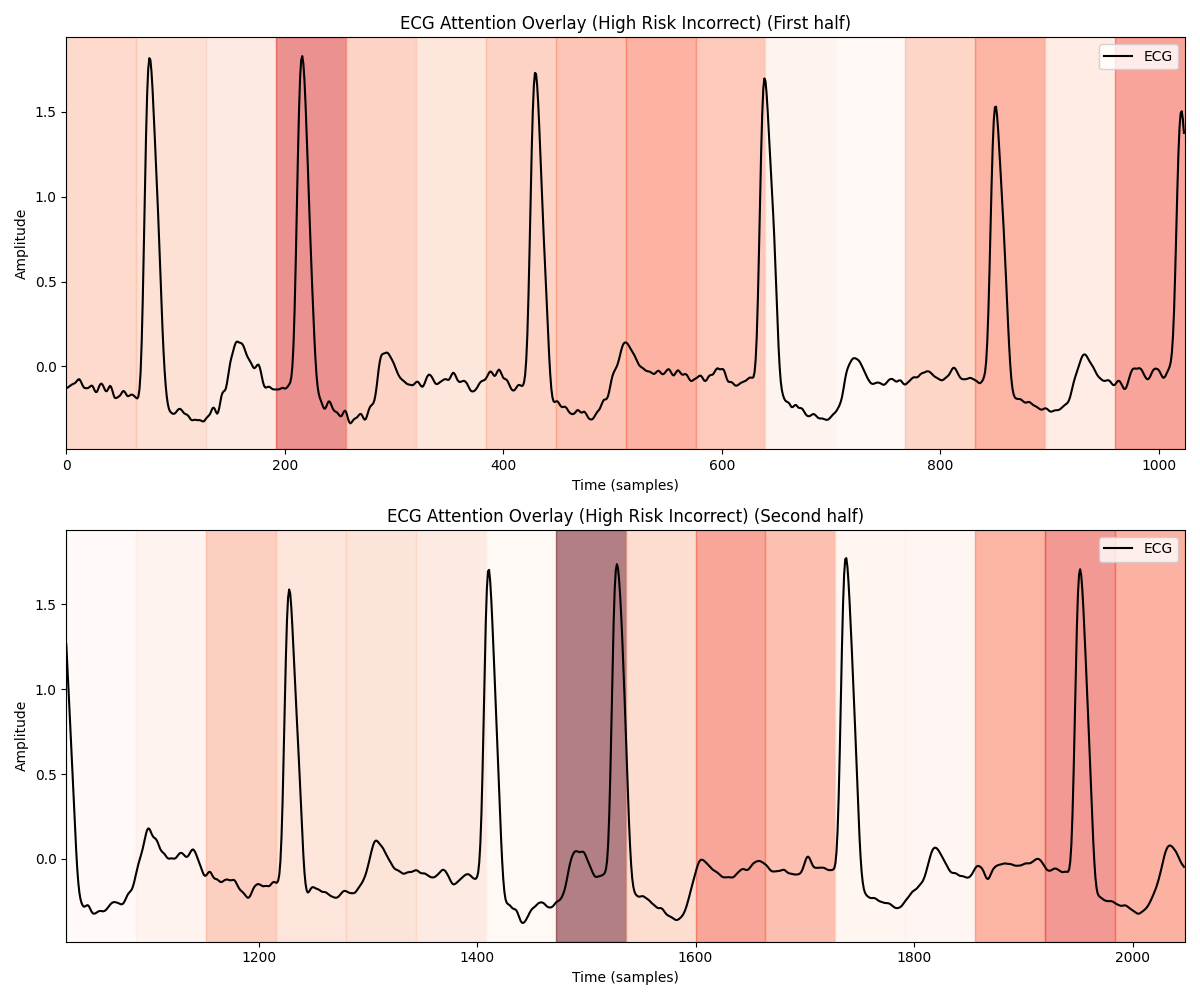 ECG Attention Overlay (High Risk Incorrect) (First half)
ECG
Amplitude
1.5
1.0
0.5
0.0
0 200 400 600 800 1000
Time (samples)
ECG Attention Overlay (High Risk Incorrect) (Second half)
ECG
Amplitude
1.5
1.0
0.5
0.0
1200 1400 1600 1800 2000
Time (samples)